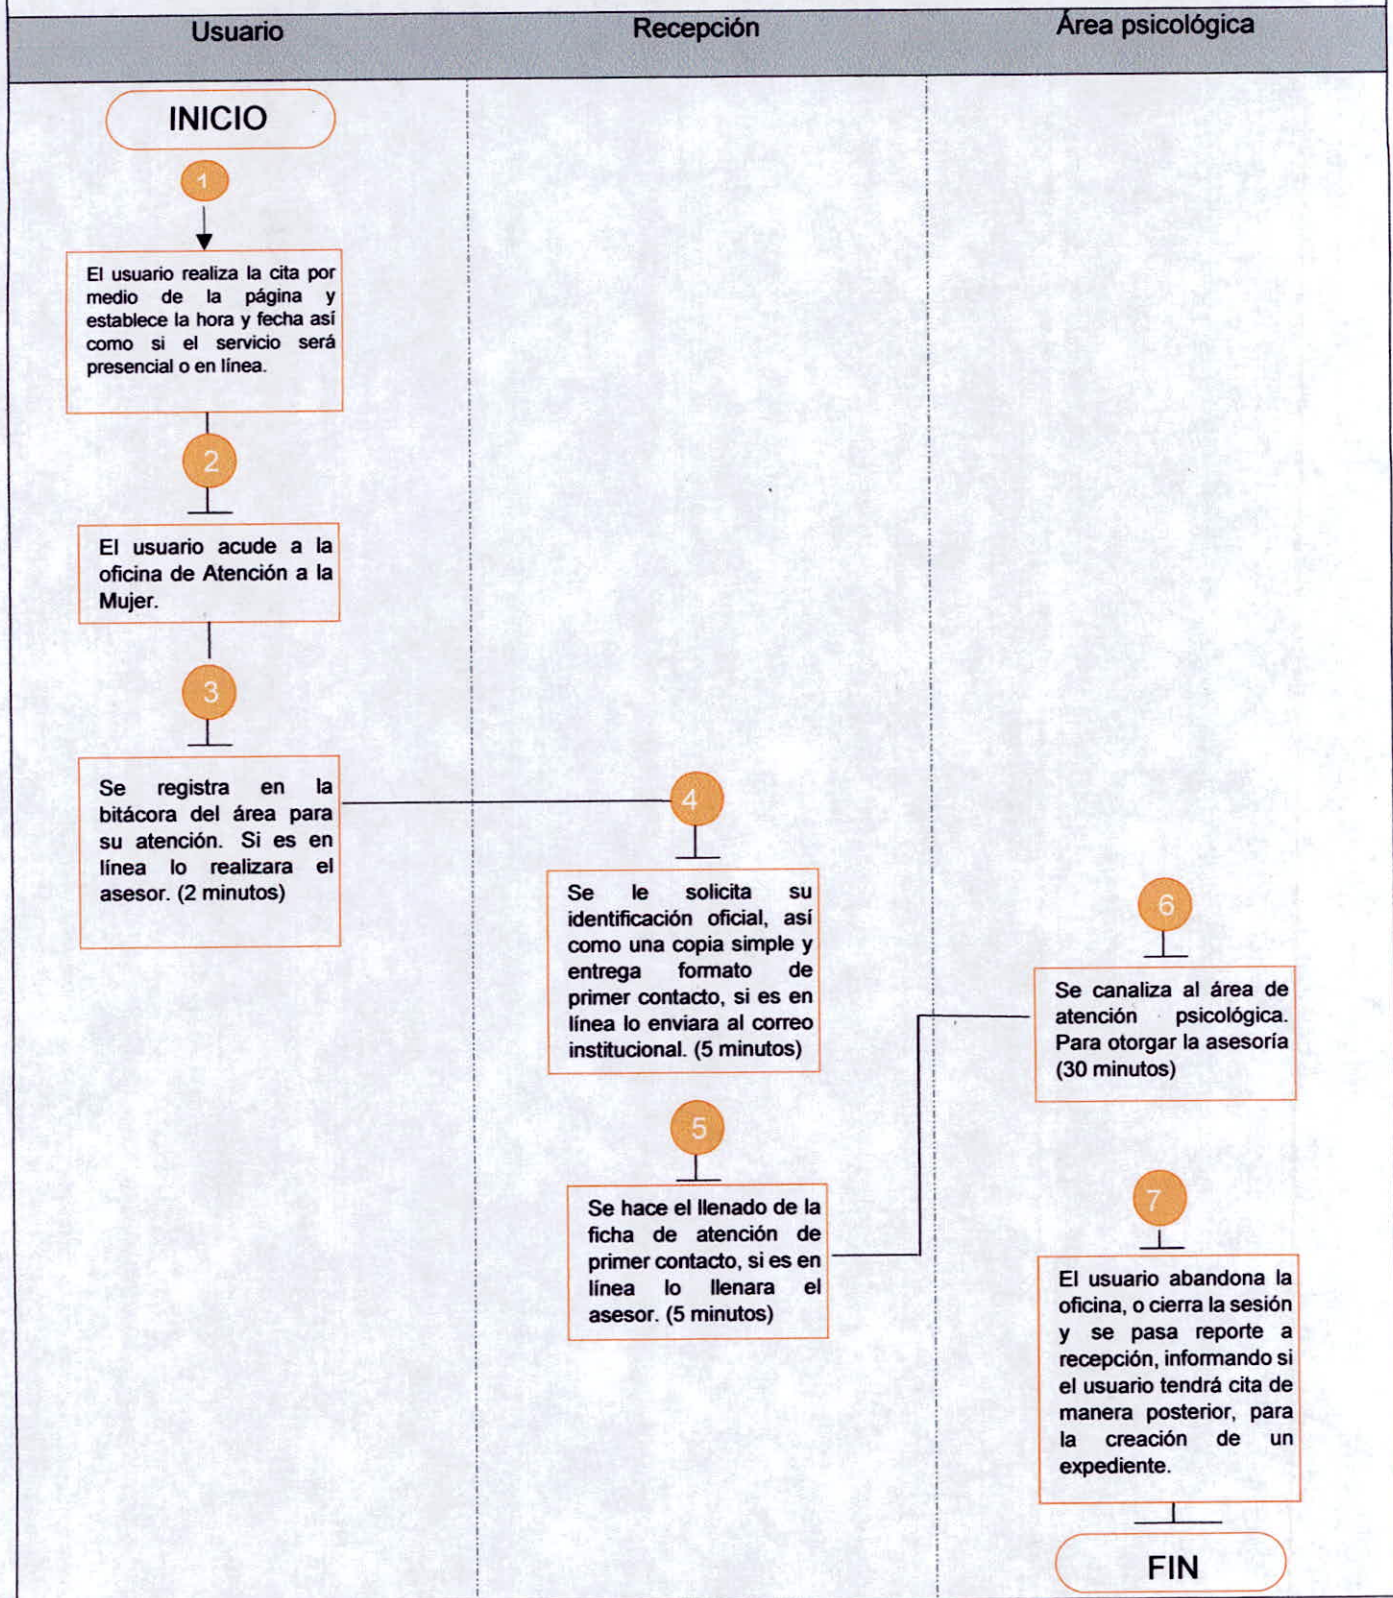 Usuario
Recepción
Área psicológica
INICIO
1
El usuario realiza la cita por
medio de la página y
establece la hora y fecha así
como si el servicio será
presencial o en línea.
2
El usuario acude a la
oficina de Atención a la
Mujer.
3
Se registra en la
bitácora del área para
su atención. Si es en
línea lo realizara el
asesor. (2 minutos)
4
Se le solicita su
identificación oficial, así
como una copia simple y
entrega formato de
primer contacto, si es en
línea lo enviara al correo
institucional. (5 minutos)
5
Se hace el llenado de la
ficha de atención de
primer contacto, si es en
línea lo llenara el
asesor. (5 minutos)
6
Se canaliza al área de
atención psicológica.
Para otorgar la asesoría
(30 minutos)
7
El usuario abandona la
oficina, o cierra la sesión
y se pasa reporte a
recepción, informando si
el usuario tendrá cita de
manera posterior, para
la creación de un
expediente.
FIN